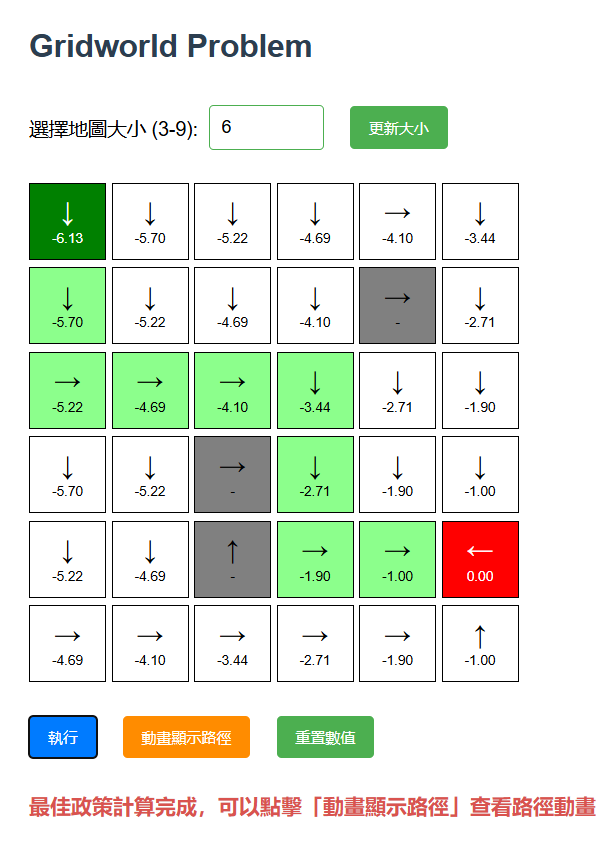 Gridworld Problem
選擇地圖大小 (3-9): 6 更新大小
↓ ↓ ↓ ↓ → ↓
-6.13 -5.70 -5.22 -4.69 -4.10 -3.44
↓ ↓ ↓ ↓ → ↓
-5.70 -5.22 -4.69 -4.10 - -2.71
→ → → ↓ ↓ ↓
-5.22 -4.69 -4.10 -3.44 -2.71 -1.90
↓ ↓ → ↓ ↓ ↓
-5.70 -5.22 - -2.71 -1.90 -1.00
↓ ↓ ↑ → → ←
-5.22 -4.69 - -1.90 -1.00 0.00
→ → → → → ↑
-4.69 -4.10 -3.44 -2.71 -1.90 -1.00
執行 動畫顯示路徑 重置數值
最佳政策計算完成，可以點擊「動畫顯示路徑」查看路徑動畫